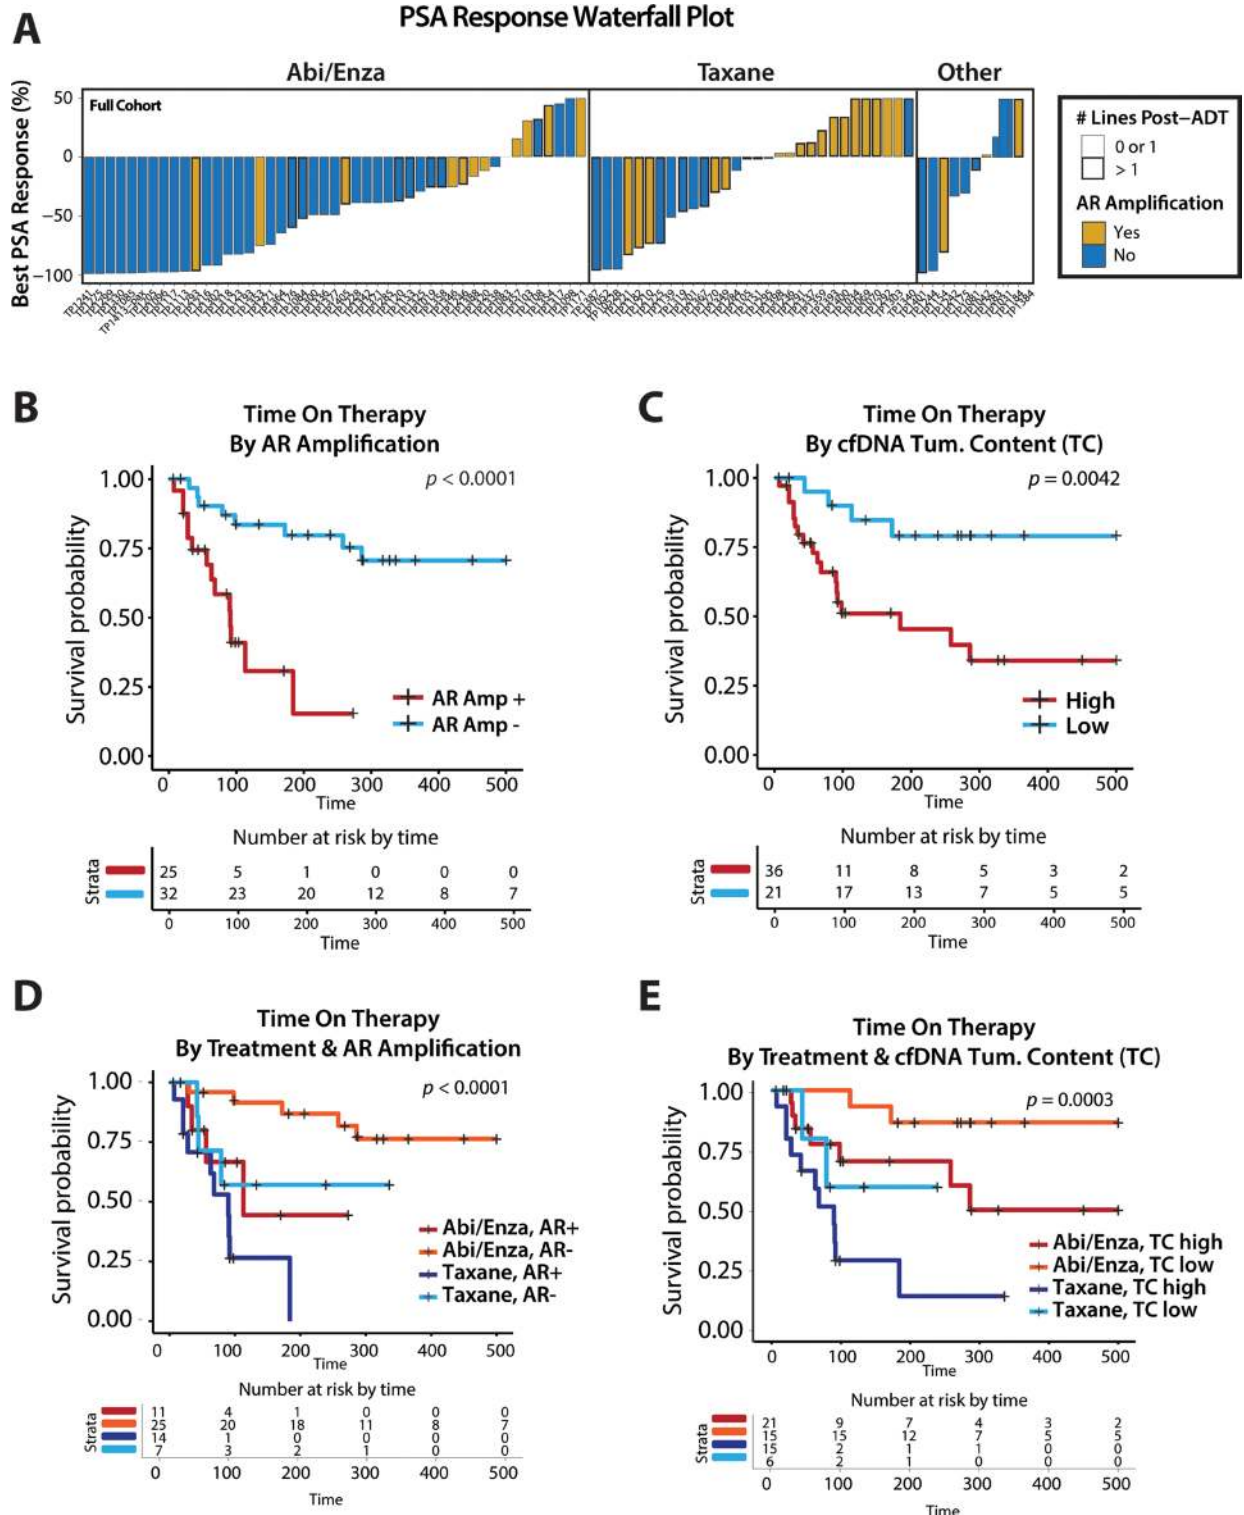 PSA Response Waterfall Plot
A
Abi/Enza
Taxane
Other
Best PSA Response (%)
50
0
−50
−100
Full Cohort
# Lines Post−ADT
0 or 1
> 1
AR Amplification
Yes
No
B
Time On Therapy
By AR Amplification
p < 0.0001
Survival probability
1.00
0.75
0.50
0.25
0.00
AR Amp +
AR Amp -
0 100 200 300 400 500
Time
Number at risk by time
Strata
25 5 1 0 0 0
32 23 20 12 8 7
0 100 200 300 400 500
Time
C
Time On Therapy
By cfDNA Tum. Content (TC)
p = 0.0042
Survival probability
1.00
0.75
0.50
0.25
0.00
High
Low
0 100 200 300 400 500
Time
Number at risk by time
Strata
36 11 8 5 3 2
21 17 13 7 5 5
0 100 200 300 400 500
Time
D
Time On Therapy
By Treatment & AR Amplification
p < 0.0001
Survival probability
1.00
0.75
0.50
0.25
0.00
Abi/Enza, AR+
Abi/Enza, AR-
Taxane, AR+
Taxane, AR-
0 100 200 300 400 500
Time
Number at risk by time
Strata
11 4 1 0 0 0
25 20 18 11 8 7
14 1 0 0 0 0
7 3 2 1 0 0
0 100 200 300 400 500
Time
E
Time On Therapy
By Treatment & cfDNA Tum. Content (TC)
p = 0.0003
Survival probability
1.00
0.75
0.50
0.25
0.00
Abi/Enza, TC high
Abi/Enza, TC low
Taxane, TC high
Taxane, TC low
0 100 200 300 400 500
Time
Number at risk by time
Strata
21 9 7 4 3 2
15 15 12 7 5 5
15 2 1 1 0 0
6 2 1 0 0 0
0 100 200 300 400 500
Time